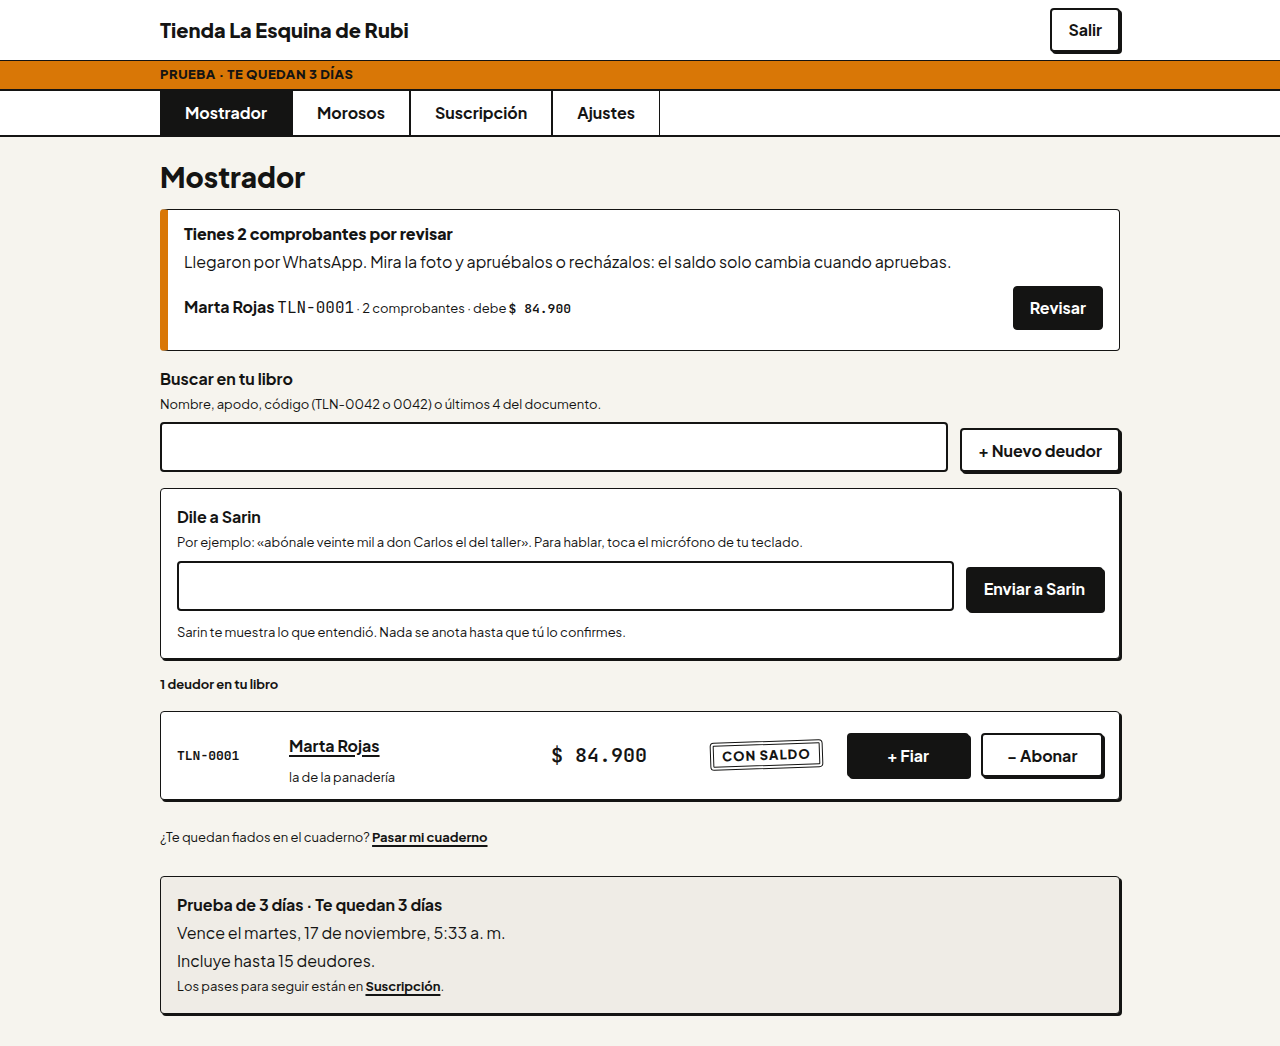 Tienda La Esquina de Rubi
Salir
PRUEBA · TE QUEDAN 3 DÍAS
Mostrador
Morosos
Suscripción
Ajustes
Mostrador
Tienes 2 comprobantes por revisar
Llegaron por WhatsApp. Mira la foto y apruébalos o recházalos: el saldo solo cambia cuando apruebas.
Marta Rojas TLN-0001 · 2 comprobantes · debe $ 84.900
Revisar
Buscar en tu libro
Nombre, apodo, código (TLN-0042 o 0042) o últimos 4 del documento.
+ Nuevo deudor
Dile a Sarin
Por ejemplo: «abónale veinte mil a don Carlos el del taller». Para hablar, toca el micrófono de tu teclado.
Enviar a Sarin
Sarin te muestra lo que entendió. Nada se anota hasta que tú lo confirmes.
1 deudor en tu libro
TLN-0001
Marta Rojas
la de la panadería
$ 84.900
CON SALDO
+ Fiar
− Abonar
¿Te quedan fiados en el cuaderno? Pasar mi cuaderno
Prueba de 3 días · Te quedan 3 días
Vence el martes, 17 de noviembre, 5:33 a. m.
Incluye hasta 15 deudores.
Los pases para seguir están en Suscripción.